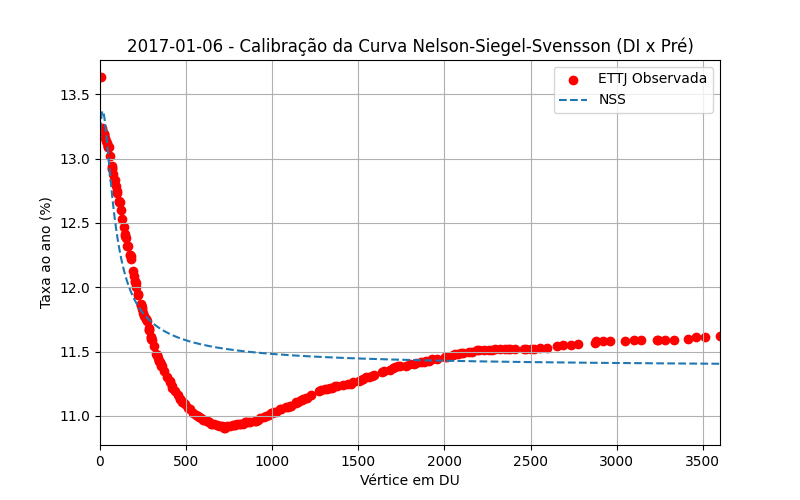 2017-01-06 - Calibração da Curva Nelson-Siegel-Svensson (DI x Pré)
ETTJ Observada
NSS
Taxa ao ano (%)
13.5
13.0
12.5
12.0
11.5
11.0
0 500 1000 1500 2000 2500 3000 3500
Vértice em DU